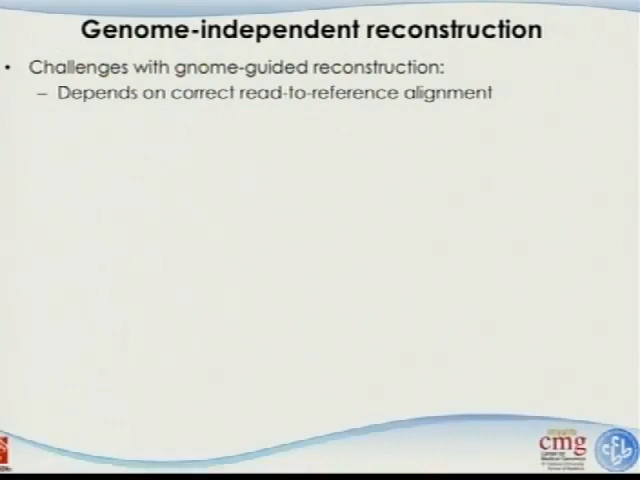 Genome-independent reconstruction
• Challenges with gnome-guided reconstruction:
– Depends on correct read-to-reference alignment
cmg